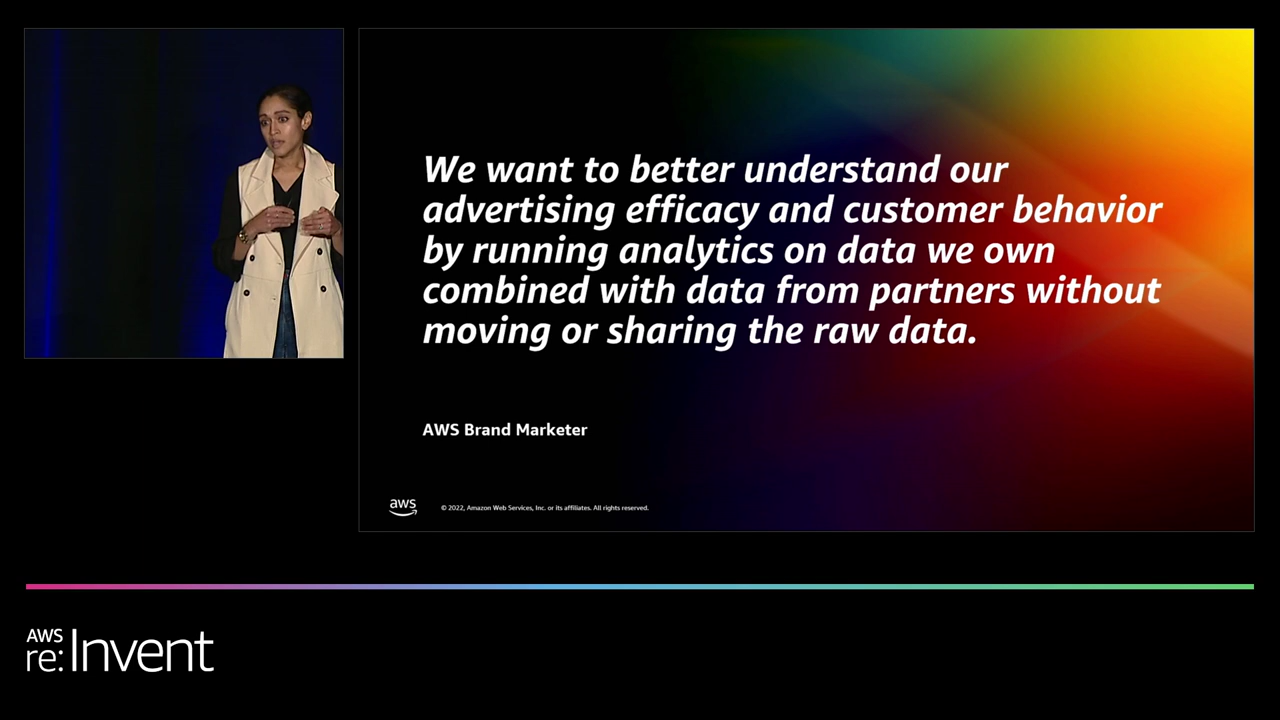 We want to better understand our
advertising efficacy and customer behavior
by running analytics on data we own
combined with data from partners without
moving or sharing the raw data.
AWS Brand Marketer
aws
© 2022, Amazon Web Services, Inc. or its affiliates. All rights reserved.
AWS
re:Invent